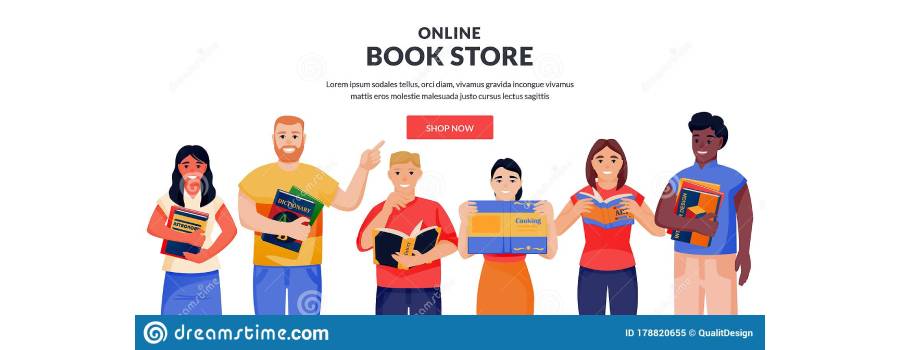 ONLINE
BOOK STORE
Lorem ipsum sodales tellus, orci diam, vivamus gravida incongue vivamus
mattis eros molestie malesuada justo cursus lectus sagittis
SHOP NOW
DICTIONARY
ASTRONOMY
Cooking
dreamstime.com
ID 178820655 © QualitDesign